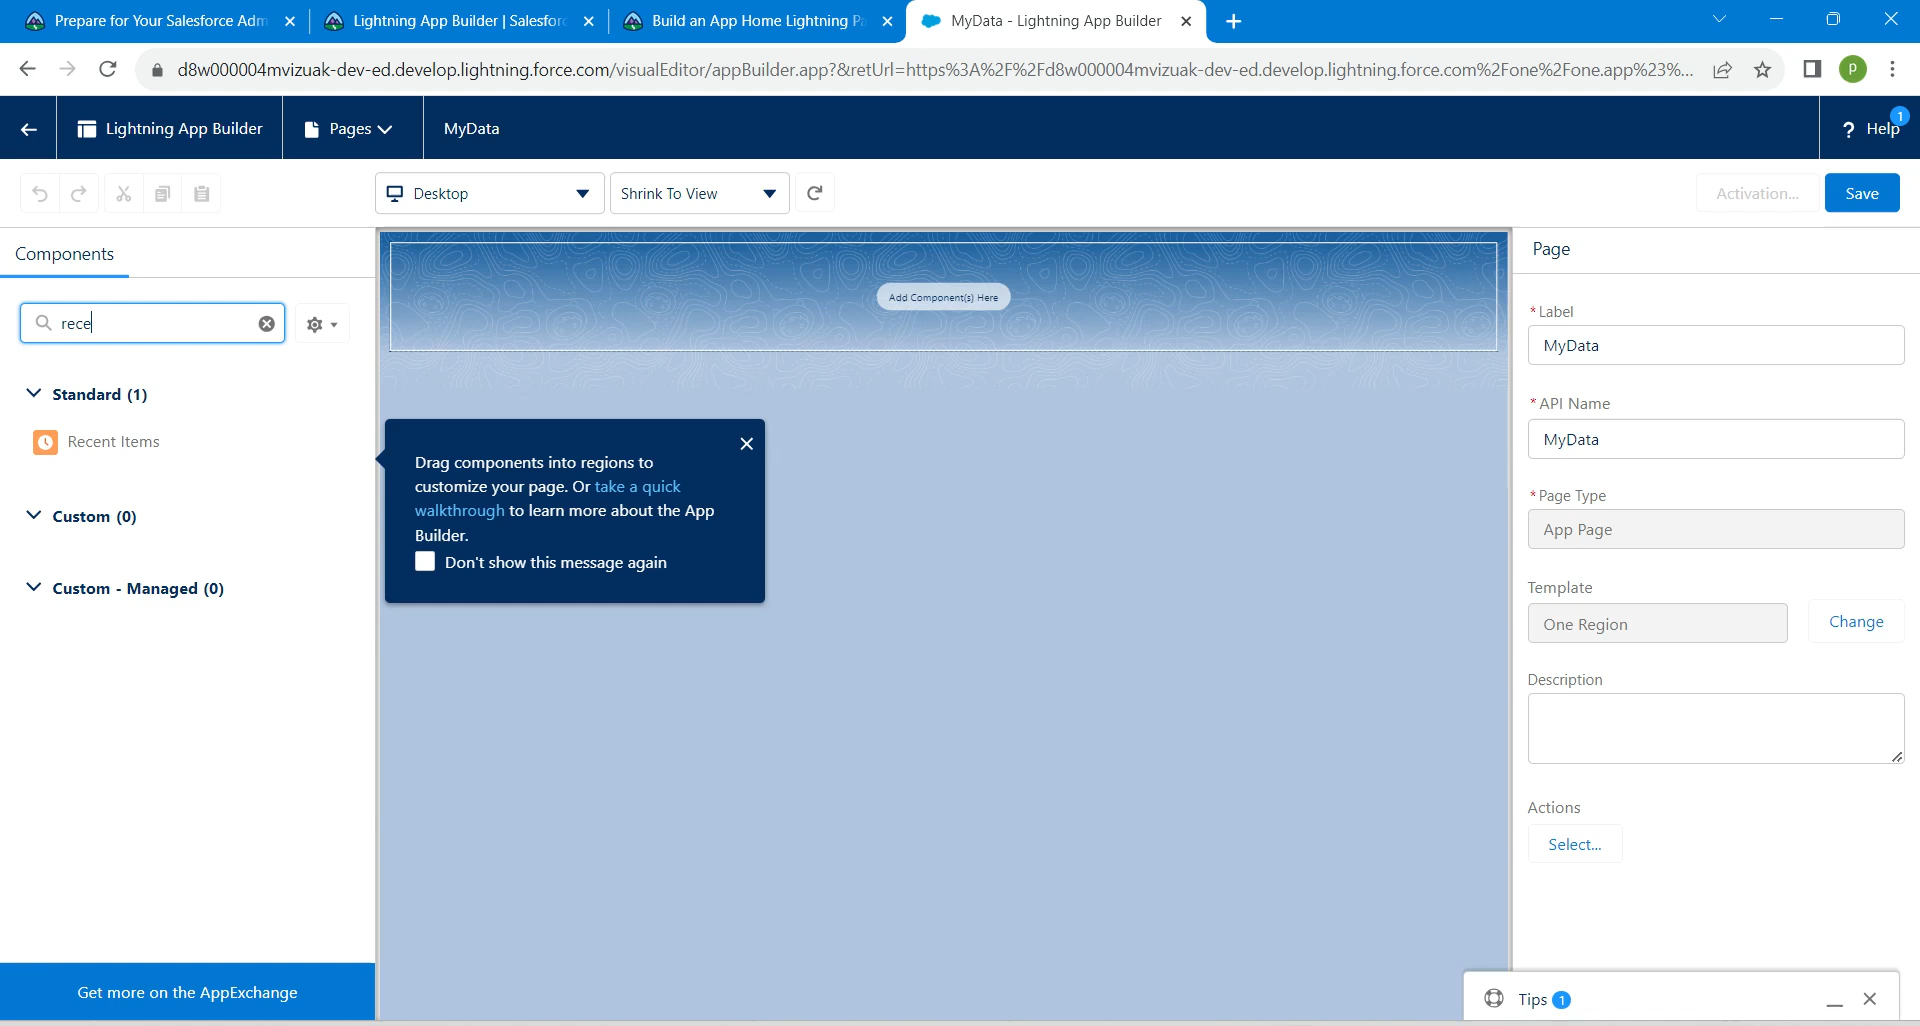 Prepare for Your Salesforce Adm
Lightning App Builder | Salesforc
Build an App Home Lightning Pa
MyData - Lightning App Builder
d8w000004mvizuak-dev-ed.develop.lightning.force.com/visualEditor/appBuilder.app?&retUrl=https%3A%2F%2Fd8w000004mvizuak-dev-ed.develop.lightning.force.com%2Fone%2Fone.app%23%...
P
Lightning App Builder
Pages
MyData
? Help
1
Desktop
Shrink To View
Activation...
Save
Components
rece
Standard (1)
Recent Items
Custom (0)
Custom - Managed (0)
Get more on the AppExchange
Add Component(s) Here
Drag components into regions to
customize your page. Or take a quick
walkthrough to learn more about the App
Builder.
Don't show this message again
Page
* Label
MyData
* API Name
MyData
* Page Type
App Page
Template
One Region
Change
Description
Actions
Select...
Tips 1